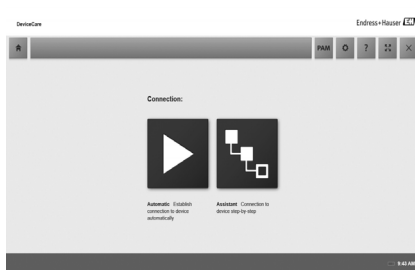 DeviceCare
Endress+Hauser EH
PAM ?
Connection:
Automatic Establish connection to device automatically
Assistant Connection to device step-by-step
9:43 AM